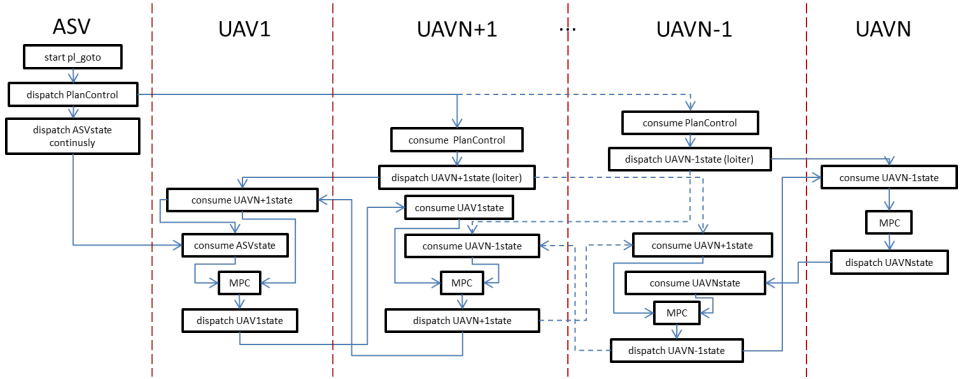 ASV
UAV1
UAVN+1
...
UAVN-1
UAVN
start pl_goto
dispatch PlanControl
dispatch ASVstate
continusly
consume UAVN+1state
consume ASVstate
MPC
dispatch UAV1state
consume PlanControl
dispatch UAVN+1state (loiter)
consume UAV1state
consume UAVN-1state
MPC
dispatch UAVN+1state
consume PlanControl
dispatch UAVN-1state (loiter)
consume UAVN+1state
consume UAVNstate
MPC
dispatch UAVN-1state
consume UAVN-1state
MPC
dispatch UAVNstate